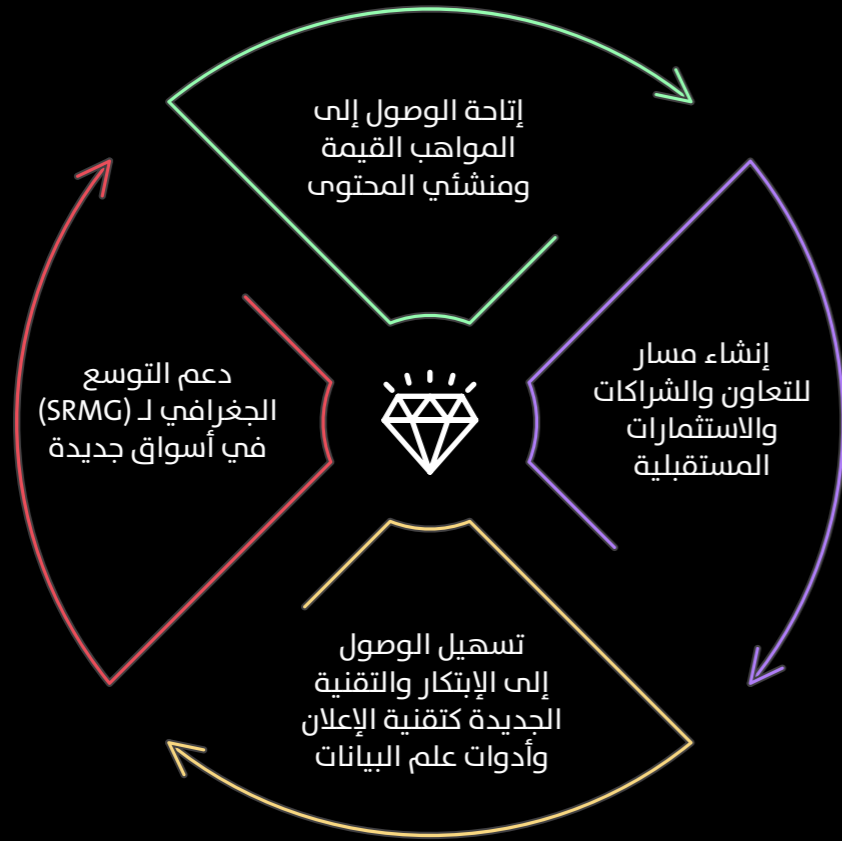 إتاحة الوصول إلى
المواهب القيمة
ومنشئي المحتوى
إنشاء مسار
للتعاون والشراكات
والاستثمارات
المستقبلية
تسهيل الوصول
إلى الإبتكار والتقنية
الجديدة كتقنية الإعلان
وأدوات علم البيانات
دعم التوسع
الجغرافي لـ (SRMG)
في أسواق جديدة